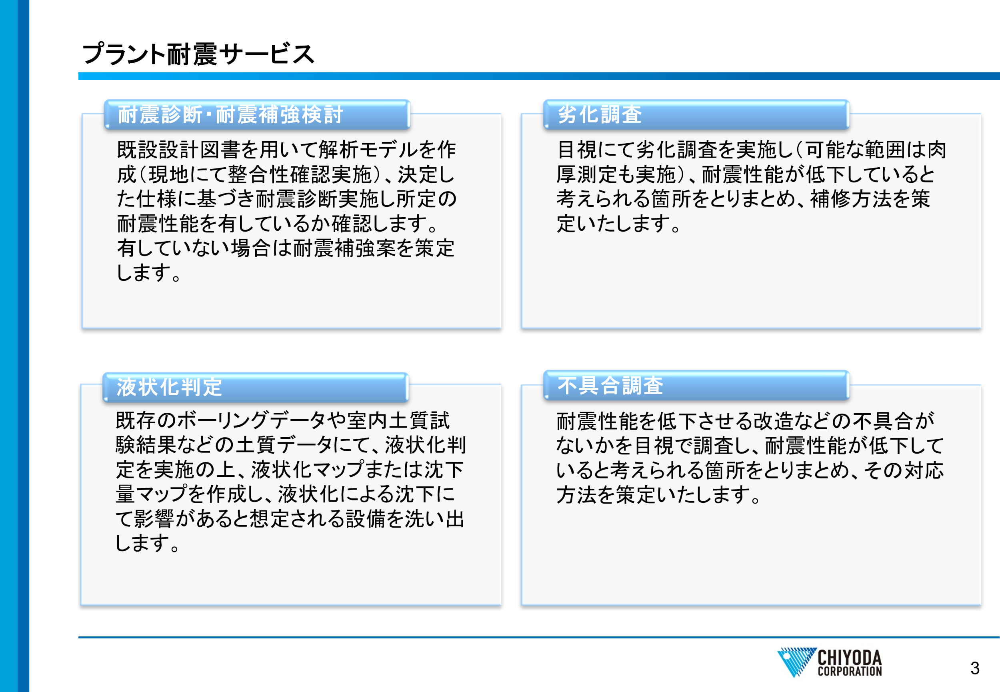 プラント耐震サービス
耐震診断・耐震補強検討
既設設計図書を用いて解析モデルを作
成（現地にて整合性確認実施）、決定し
た仕様に基づき耐震診断実施し所定の
耐震性能を有しているか確認します。
有していない場合は耐震補強案を策定
します。
劣化調査
目視にて劣化調査を実施し（可能な範囲は肉
厚測定も実施）、耐震性能が低下していると
考えられる箇所をとりまとめ、補修方法を策
定いたします。
液状化判定
既存のボーリングデータや室内土質試
験結果などの土質データにて、液状化判
定を実施の上、液状化マップまたは沈下
量マップを作成し、液状化による沈下に
て影響があると想定される設備を洗い出
します。
不具合調査
耐震性能を低下させる改造などの不具合が
ないかを目視で調査し、耐震性能が低下して
いると考えられる箇所をとりまとめ、その対応
方法を策定いたします。
CHIYODA
CORPORATION
3